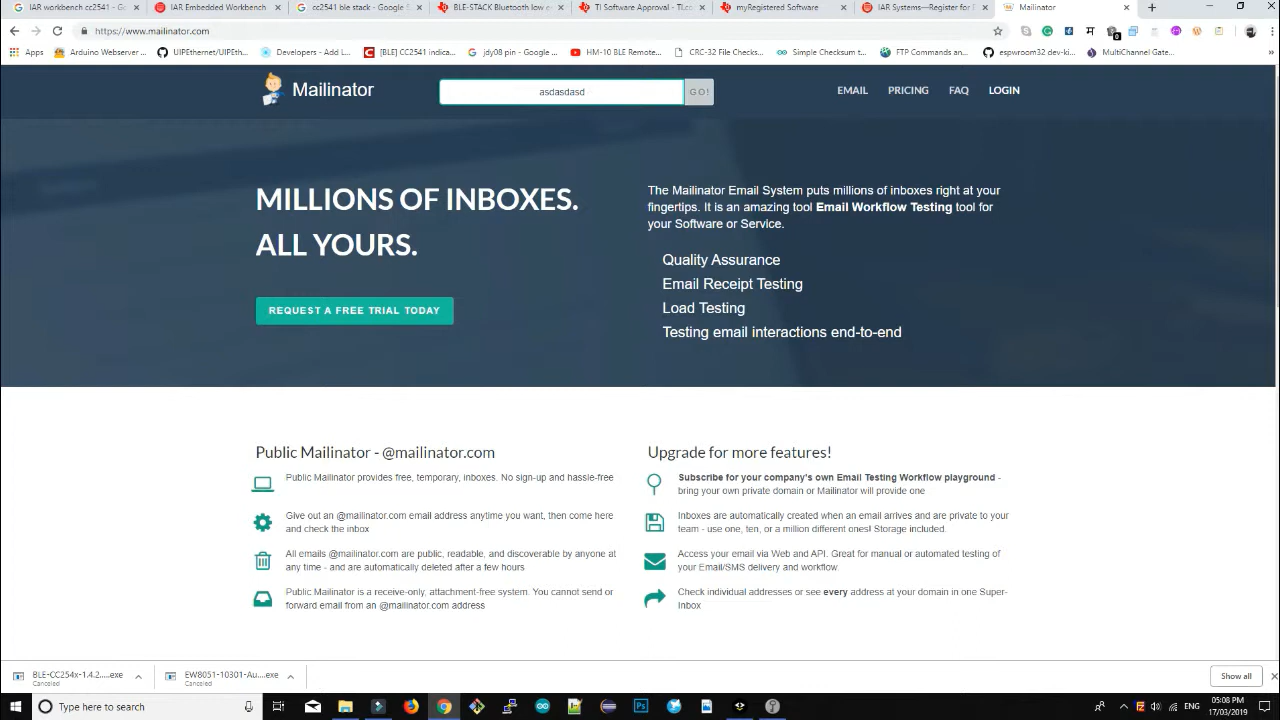 IAR workbench cc2541 - G
IAR Embedded Workbench
cc2541 ble stack - Google S
BLE-STACK Bluetooth low e
TI Software Approval - TI.c
myRegistered Software
IAR Systems—Register for E
Mailinator
https://www.mailinator.com
Apps
Arduino Webserver ...
UIPEthernet/UIPEth...
Developers - Add L...
[BLE] CC2541 indica...
jdy08 pin - Google ...
HM-10 BLE Remote...
CRC-32 File Checks...
Simple Checksum t...
FTP Commands an...
espwroom32 dev-k...
MultiChannel Gate...
Mailinator
asdasdasd
GO!
EMAIL PRICING FAQ LOGIN
MILLIONS OF INBOXES.
ALL YOURS.
REQUEST A FREE TRIAL TODAY
The Mailinator Email System puts millions of inboxes right at your
fingertips. It is an amazing tool Email Workflow Testing tool for
your Software or Service.
Quality Assurance
Email Receipt Testing
Load Testing
Testing email interactions end-to-end
Public Mailinator - @mailinator.com
Public Mailinator provides free, temporary, inboxes. No sign-up and hassle-free
Give out an @mailinator.com email address anytime you want, then come here
and check the inbox
All emails @mailinator.com are public, readable, and discoverable by anyone at
any time - and are automatically deleted after a few hours
Public Mailinator is a receive-only, attachment-free system. You cannot send or
forward email from an @mailinator.com address
Upgrade for more features!
Subscribe for your company's own Email Testing Workflow playground -
bring your own private domain or Mailinator will provide one
Inboxes are automatically created when an email arrives and are private to your
team - use one, ten, or a million different ones! Storage included.
Access your email via Web and API. Great for manual or automated testing of
your Email/SMS delivery and workflow.
Check individual addresses or see every address at your domain in one Super-
Inbox
BLE-CC254x-1.4.2....exe
Canceled
EW8051-10301-Au....exe
Canceled
Show all
Type here to search
ENG
05:08 PM
17/03/2019